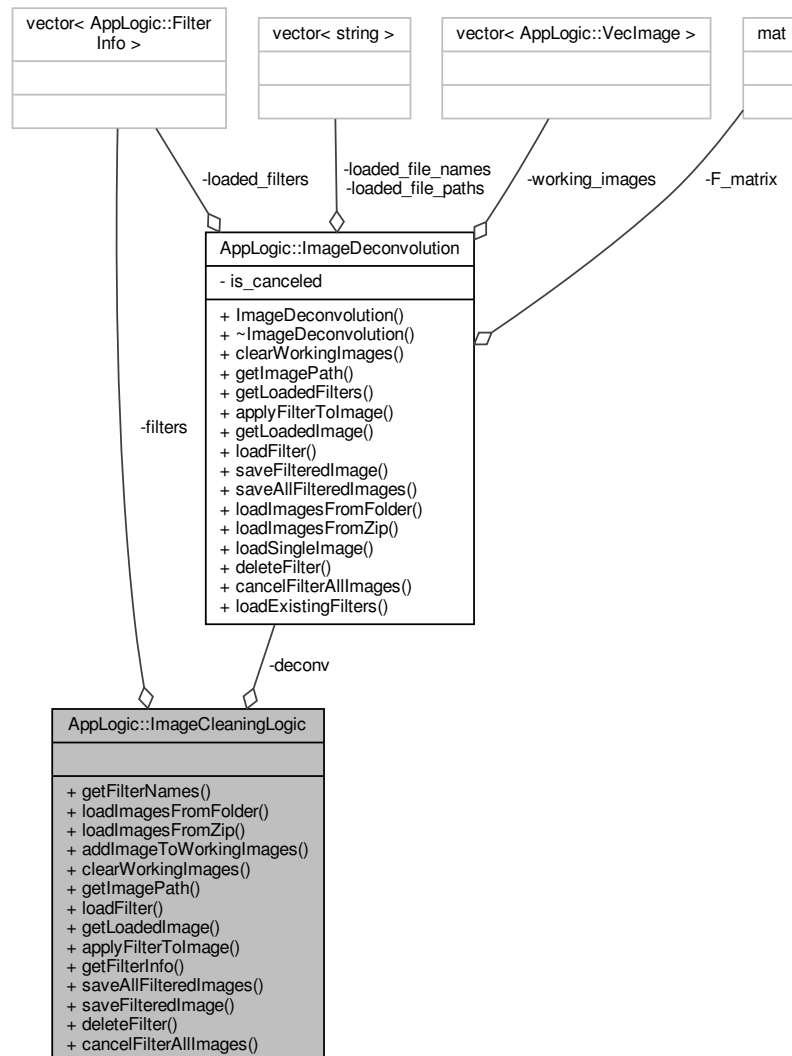 vector< AppLogic::Filter
Info >
vector< string >
vector< AppLogic::VecImage >
mat
-loaded_filters
-loaded_file_names
-loaded_file_paths
-working_images
-F_matrix
AppLogic::ImageDeconvolution
- is_canceled
+ ImageDeconvolution()
+ ~ImageDeconvolution()
+ clearWorkingImages()
+ getImagePath()
+ getLoadedFilters()
+ applyFilterToImage()
+ getLoadedImage()
+ loadFilter()
+ saveFilteredImage()
+ saveAllFilteredImages()
+ loadImagesFromFolder()
+ loadImagesFromZip()
+ loadSingleImage()
+ deleteFilter()
+ cancelFilterAllImages()
+ loadExistingFilters()
-filters
-deconv
AppLogic::ImageCleaningLogic
+ getFilterNames()
+ loadImagesFromFolder()
+ loadImagesFromZip()
+ addImageToWorkingImages()
+ clearWorkingImages()
+ getImagePath()
+ loadFilter()
+ getLoadedImage()
+ applyFilterToImage()
+ getFilterInfo()
+ saveAllFilteredImages()
+ saveFilteredImage()
+ deleteFilter()
+ cancelFilterAllImages()